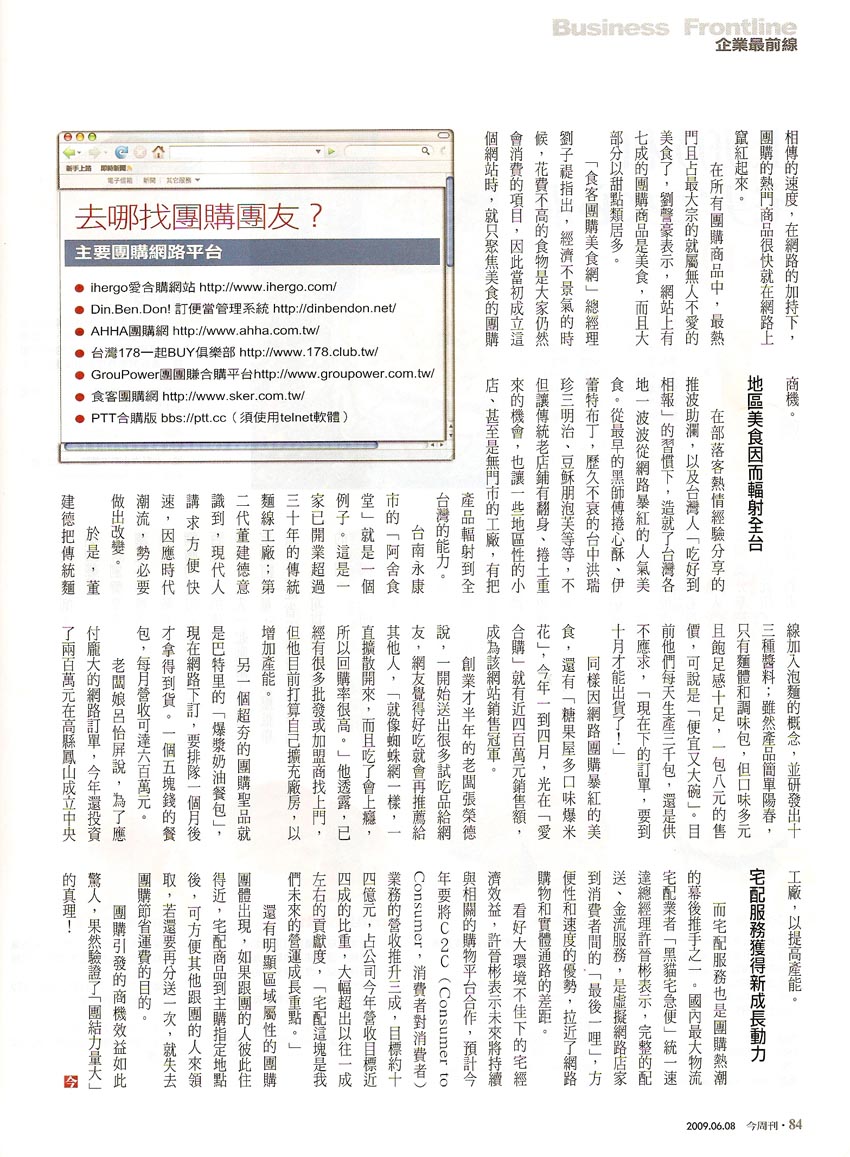 Business Frontline
企業最前線
相傳的速度，在網路的加持下，
團購的熱門商品很快就在網路上
竄紅起來。
在所有團購商品中，最熱
門且占最大宗的就屬無人不愛的
美食了，劉謦豪表示，網站上有
七成的團購商品是美食，而且大
部分以甜點類居多。
「食客團購美食網」總經理
劉子褆指出，經濟不景氣的時
候，花費不高的食物是大家仍然
會消費的項目，因此當初成立這
個網站時，就只聚焦美食的團購
新手上路 即時新聞
電子信箱 新聞 其它服務
去哪找團購團友？
主要團購網路平台
ihergo愛合購網站 http://www.ihergo.com/
Din.Ben.Don! 訂便當管理系統 http://dinbendon.net/
AHHA團購網 http://www.ahha.com.tw/
台灣178一起BUY俱樂部 http://www.178.club.tw/
GrouPower團團賺合購平台http://www.groupower.com.tw/
食客團購網 http://www.sker.com.tw/
PTT合購版 bbs://ptt.cc（須使用telnet軟體）
商機。
地區美食因而輻射全台
在部落客熱情經驗分享的
推波助瀾，以及台灣人「吃好到
相報」的習慣下，造就了台灣各
地一波波從網路暴紅的人氣美
食。從最早的黑師傅捲心酥、伊
蕾特布丁，歷久不衰的台中洪瑞
珍三明治、豆穌朋泡芙等等，不
但讓傳統老店鋪有翻身、捲土重
來的機會，也讓一些地區性的小
店、甚至是無門市的工廠，有把
產品輻射到全
台灣的能力。
台南永康
市的「阿舍食
堂」就是一個
例子。這是一
家已開業超過
三十年的傳統
麵線工廠；第
二代董建德意
識到，現代人
講求方便快
速，因應時代
潮流，勢必要
做出改變。
於是，董
建德把傳統麵
線加入泡麵的概念，並研發出十
三種醬料；雖然產品簡單陽春，
只有麵體和調味包，但口味多元
且飽足感十足，一包八元的售
價，可說是「便宜又大碗」。目
前他們每天生產三千包，還是供
不應求，「現在下的訂單，要到
十月才能出貨了！」
同樣因網路團購暴紅的美
食，還有「糖果屋多口味爆米
花」，今年一到四月，光在「愛
合購」就有近四百萬元銷售額，
成為該網站銷售冠軍。
創業才半年的老闆張榮德
說，一開始送出很多試吃品給網
友，網友覺得好吃就會再推薦給
其他人，「就像蜘蛛網一樣，一
直擴散開來，而且吃了會上癮，
所以回購率很高。」他透露，已
經有很多批發或加盟商找上門，
但他目前打算自己擴充廠房，以
增加產能。
另一個超夯的團購聖品就
是巴特里的「爆漿奶油餐包」，
現在網路下訂，要排隊一個月後
才拿得到貨。一個五塊錢的餐
包，每月營收可達六百萬元。
老闆娘呂怡屏說，為了應
付龐大的網路訂單，今年還投資
了兩百萬元在高縣鳳山成立中央
工廠，以提高產能。
宅配服務獲得新成長動力
而宅配服務也是團購熱潮
的幕後推手之一。國內最大物流
宅配業者「黑貓宅急便」統一速
達總經理許晉彬表示，完整的配
送、金流服務，是虛擬網路店家
到消費者間的「最後一哩」，方
便性和速度的優勢，拉近了網路
購物和實體通路的差距。
看好大環境不佳下的宅經
濟效益，許晉彬表示未來將持續
與相關的購物平台合作，預計今
年要將C2C（Consumer to
Consumer，消費者對消費者）
業務的營收推升三成，目標約十
四億元，占公司今年營收目標近
四成的比重，大幅超出以往一成
左右的貢獻度，「宅配這塊是我
們未來的營運成長重點。」
還有明顯區域屬性的團購
團體出現，如果跟團的人彼此住
得近，宅配商品到主購指定地點
後，可方便其他跟團的人來領
取，若還要再分送一次，就失去
團購節省運費的目的。
團購引發的商機效益如此
驚人，果然驗證了「團結力量大」
的真理！
今
2009.06.08 今周刊・84